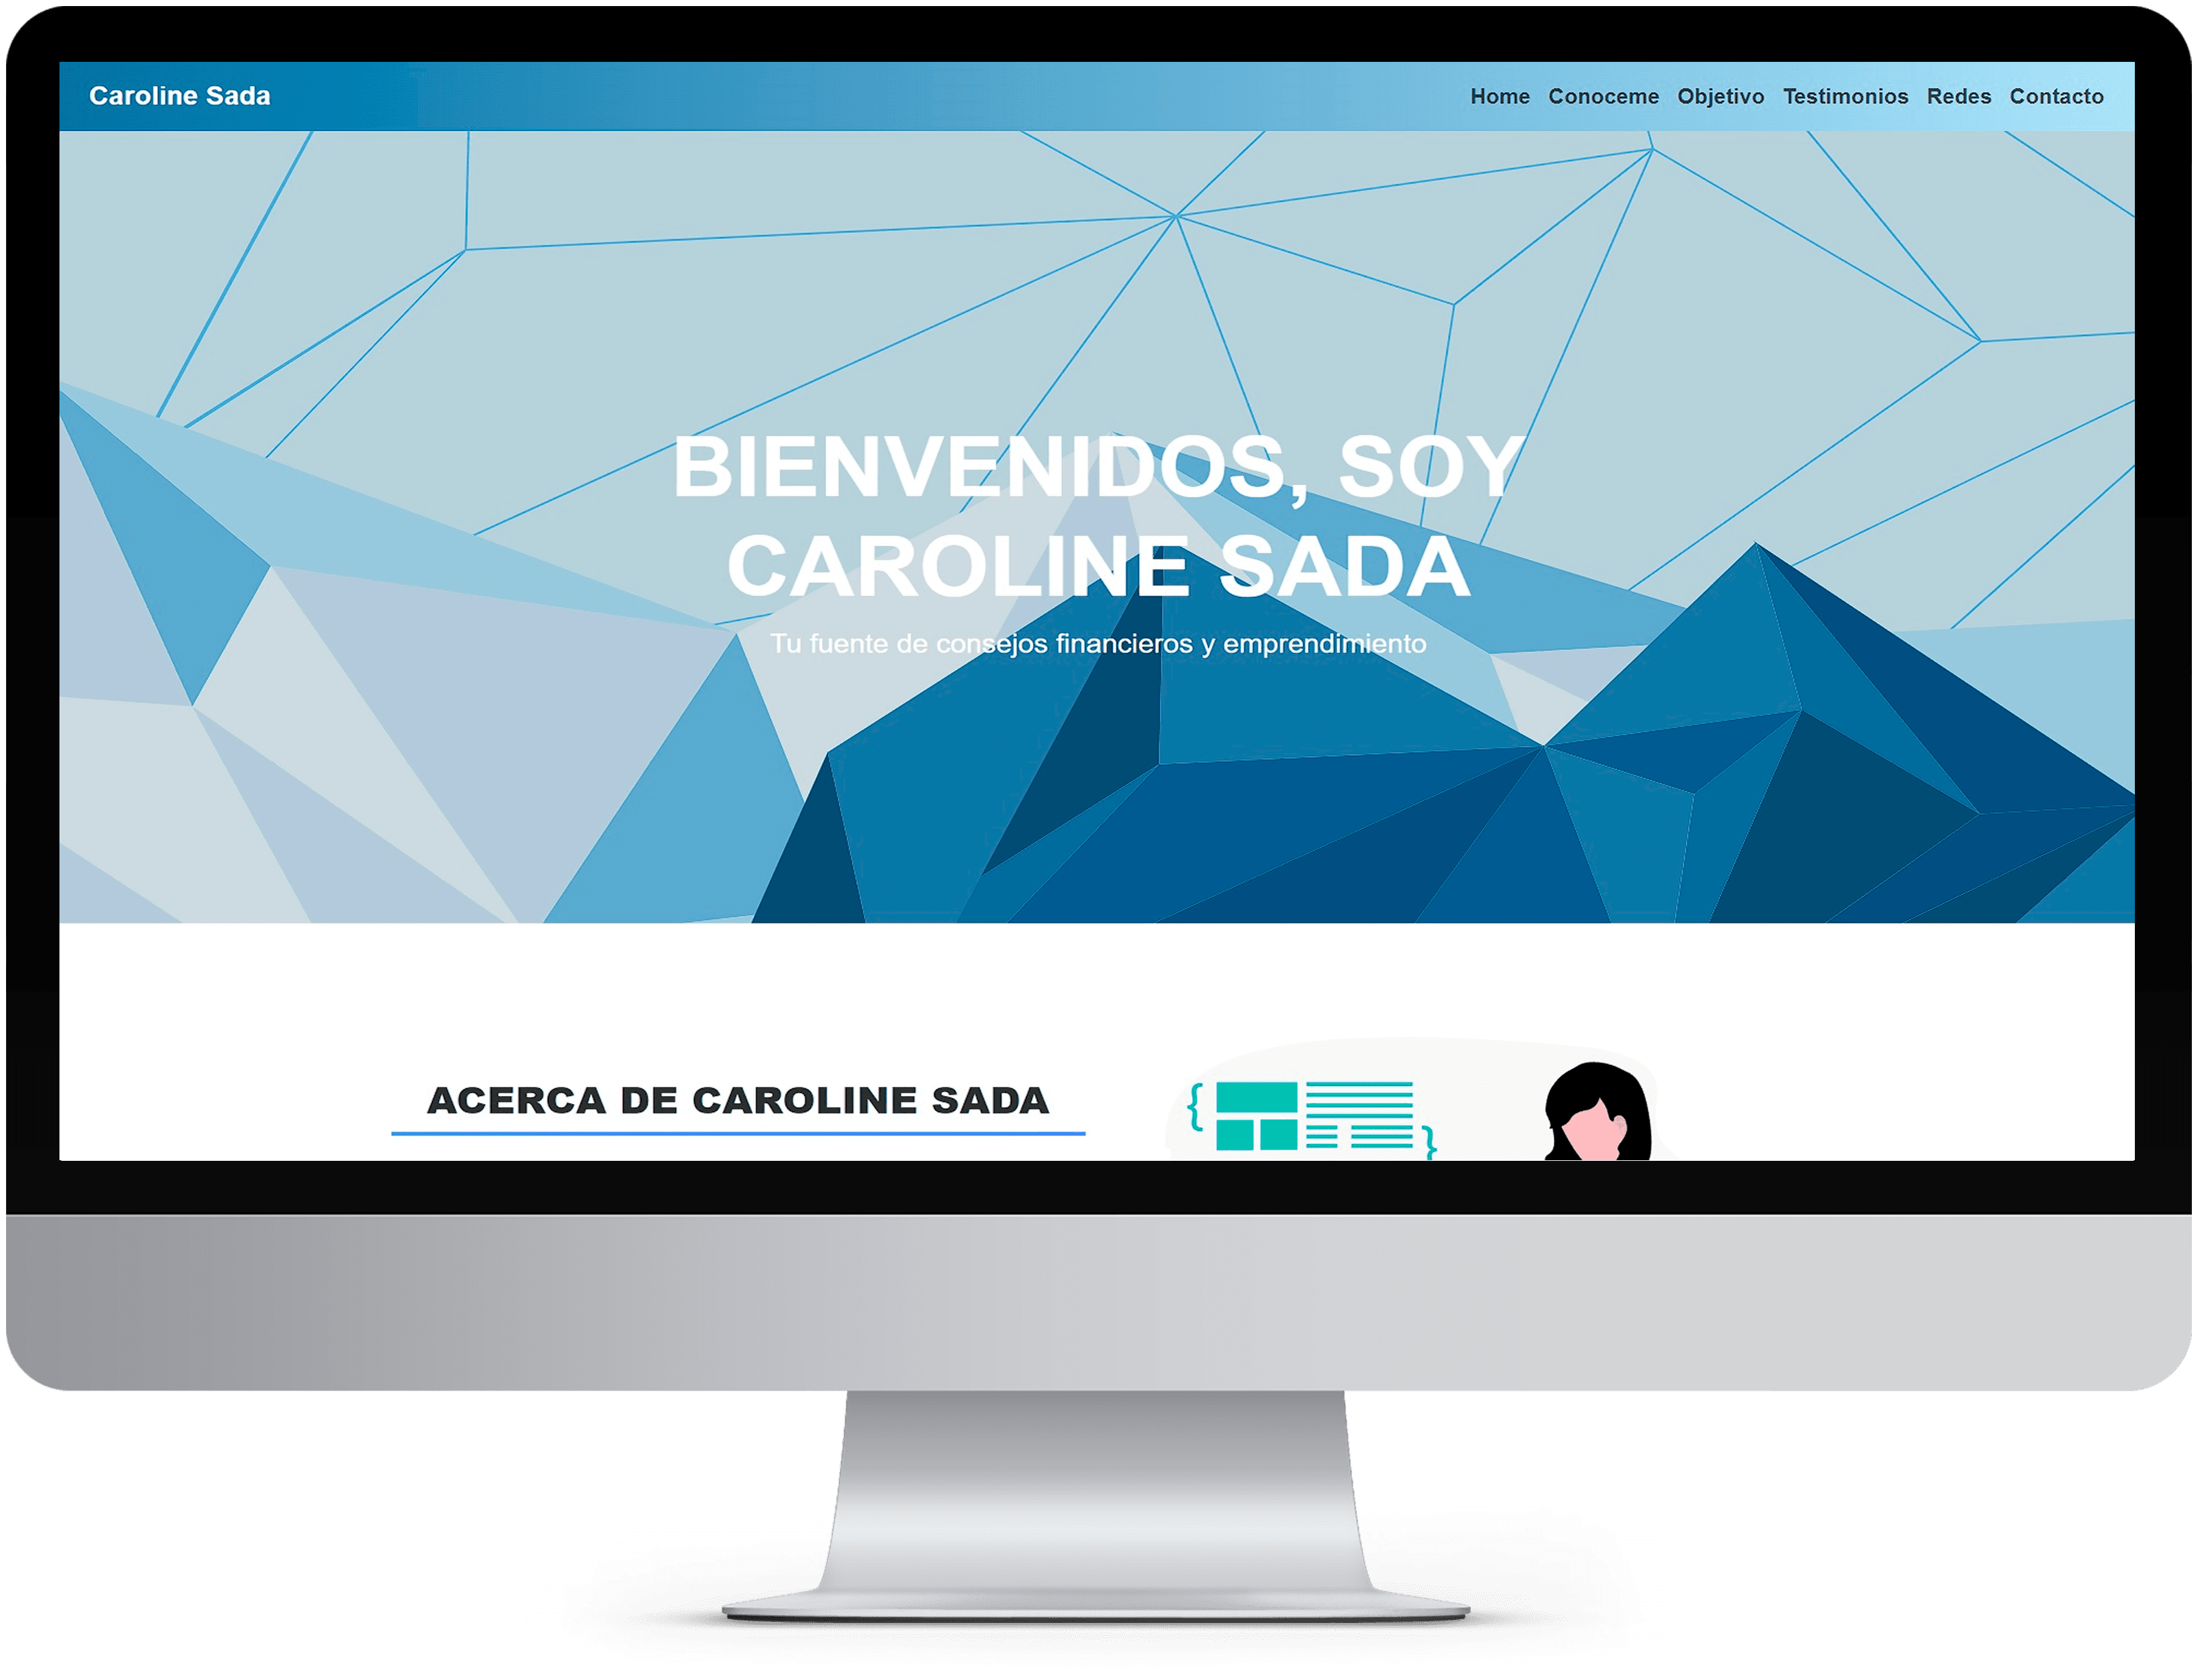 Caroline Sada
Home Conoceme Objetivo Testimonios Redes Contacto
BIENVENIDOS, SOY
CAROLINE SADA
Tu fuente de consejos financieros y emprendimiento
ACERCA DE CAROLINE SADA